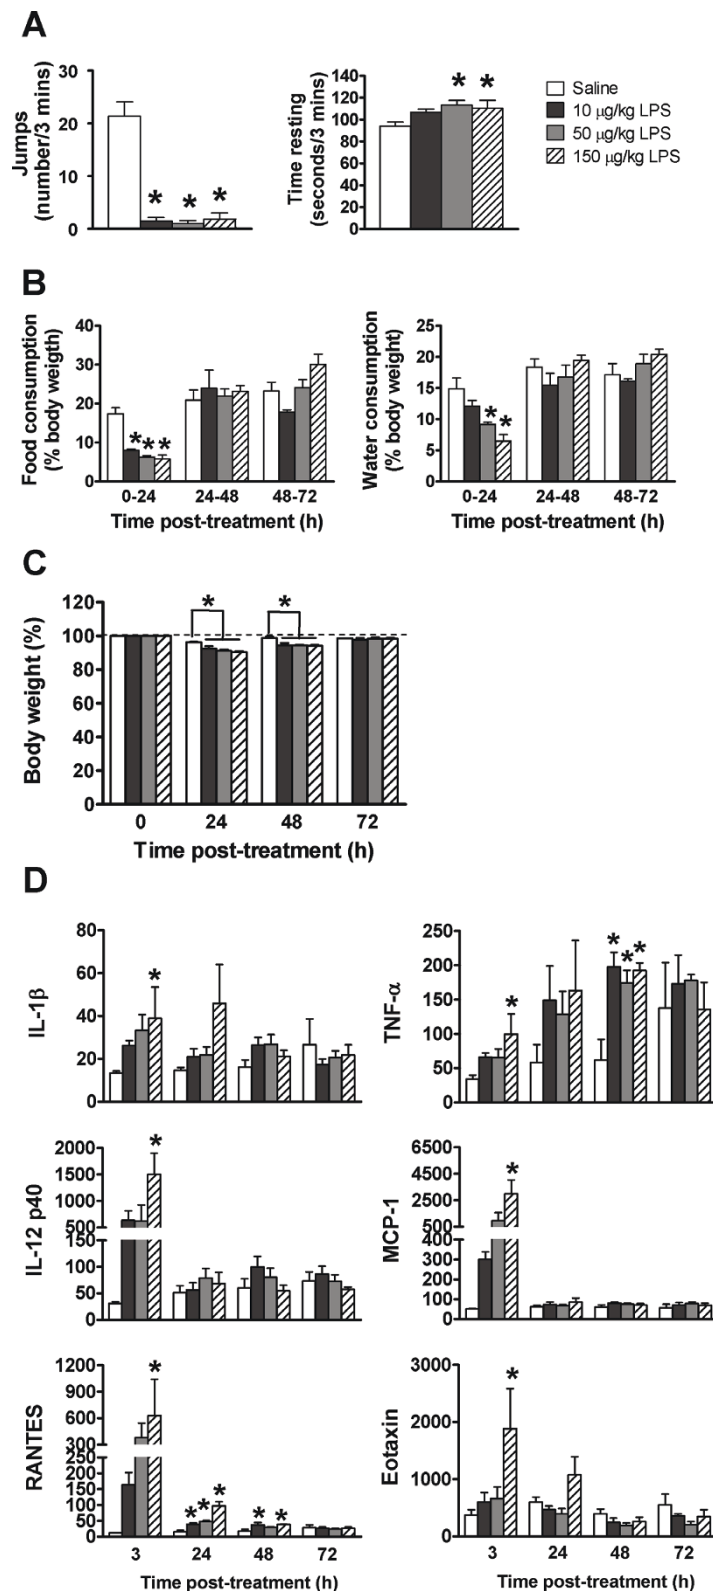 A
Jumps
(number/3 mins)
30
20
10
0
* * *
Time resting
(seconds/3 mins)
140
120
100
80
60
40
20
0
* *
Saline
10 µg/kg LPS
50 µg/kg LPS
150 µg/kg LPS
B
Food consumption
(% body weigth)
40
30
20
10
0
* * *
0-24 24-48 48-72
Time post-treatment (h)
Water consumption
(% body weight)
25
20
15
10
5
0
* *
0-24 24-48 48-72
Time post-treatment (h)
C
Body weight (%)
120
100
80
60
40
20
0
* *
0 24 48 72
Time post-treatment (h)
D
IL-1β
80
60
40
20
0
*
TNF-α
250
200
150
100
50
0
* * * *
IL-12 p40
2000
1500
1000
500
150
100
50
0
*
MCP-1
6500
4500
2500
500
400
300
200
100
0
*
RANTES
1200
900
600
300
250
200
150
100
50
0
* * * * * *
3 24 48 72
Time post-treatment (h)
Eotaxin
3000
2000
1000
0
*
3 24 48 72
Time post-treatment (h)